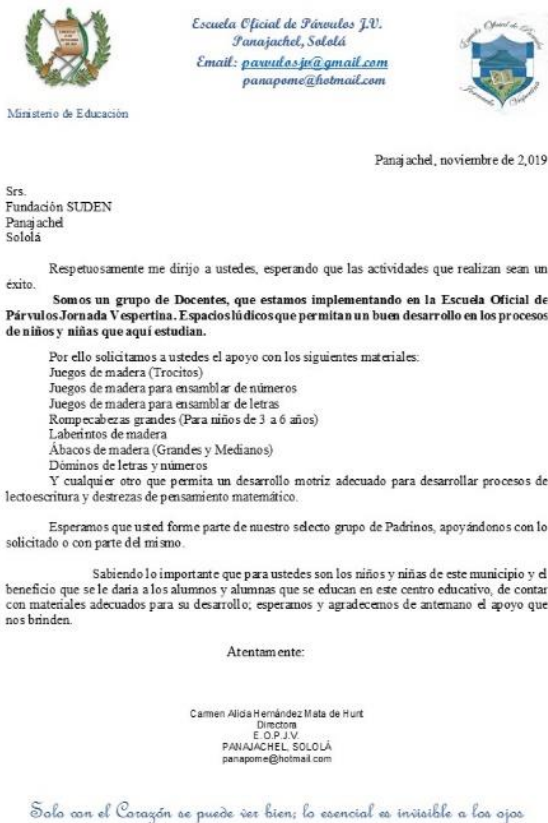 Escuela Oficial de Párvulos J.V.
Panajachel, Sololá
Email: parvulosjv@gmail.com
panapome@hotmail.com
Ministerio de Educación
Panajachel, noviembre de 2,019
Srs.
Fundación SUDEN
Panajachel
Sololá
Respetuosamente me dirijo a ustedes, esperando que las actividades que realizan sean un
éxito.
Somos un grupo de Docentes, que estamos implementando en la Escuela Oficial de
Párvulos Jornada Vespertina. Espacios lúdicos que permitan un buen desarrollo en los procesos
de niños y niñas que aquí estudian.
Por ello solicitamos a ustedes el apoyo con los siguientes materiales:
Juegos de madera (Trocitos)
Juegos de madera para ensamblar de números
Juegos de madera para ensamblar de letras
Rompecabezas grandes (Para niños de 3 a 6 años)
Laberintos de madera
Ábacos de madera (Grandes y Medianos)
Dóminos de letras y números
Y cualquier otro que permita un desarrollo motriz adecuado para desarrollar procesos de
lectoescritura y destrezas de pensamiento matemático.
Esperamos que usted forme parte de nuestro selecto grupo de Padrinos, apoyándonos con lo
solicitado o con parte del mismo.
Sabiendo lo importante que para ustedes son los niños y niñas de este municipio y el
beneficio que se le daría a los alumnos y alumnas que se educan en este centro educativo, de contar
con materiales adecuados para su desarrollo; esperamos y agradecemos de antemano el apoyo que
nos brinden.
Atentamente:
Carmen Alicia Hernández Mata de Hunt
Directora
E.O.P.J.V.
PANAJACHEL, SOLOLÁ
panapome@hotmail.com
Solo con el Corazón se puede ver bien; lo esencial es invisible a los ojos